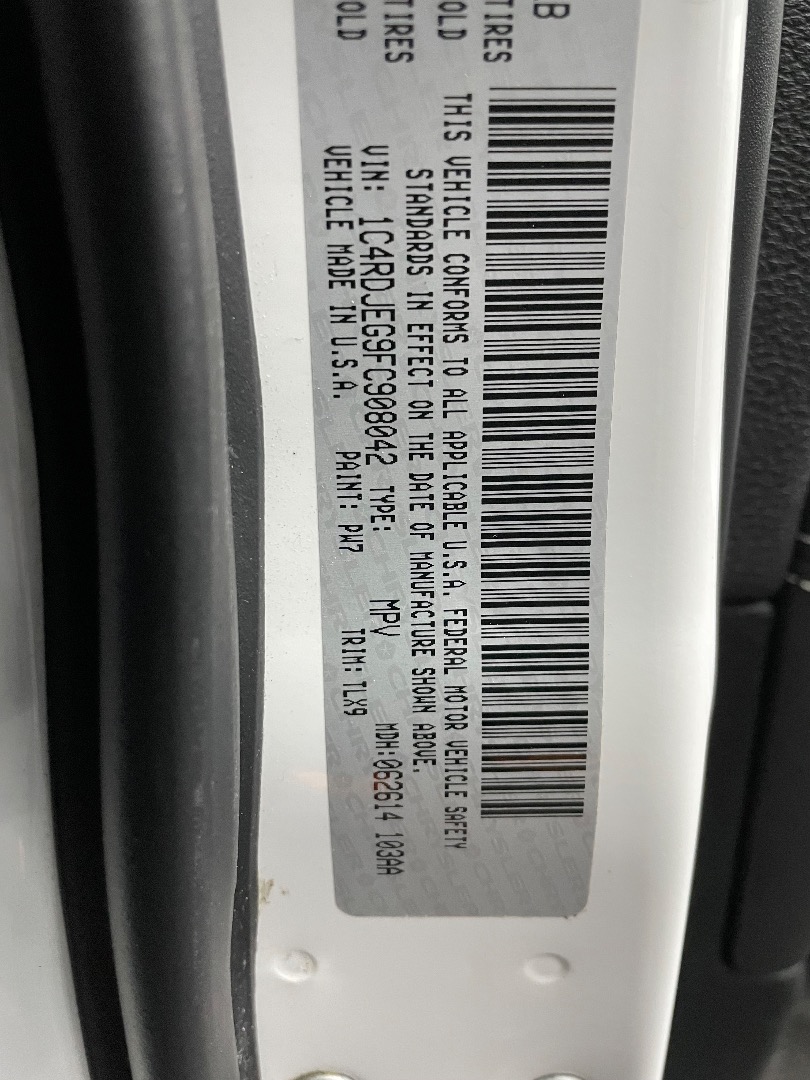 LB
TIRES TIRES
OLD OLD
THIS VEHICLE CONFORMS TO ALL APPLICABLE U.S.A. FEDERAL MOTOR VEHICLE SAFETY
STANDARDS IN EFFECT ON THE DATE OF MANUFACTURE SHOWN ABOVE.
VIN: 1C4RDJEG9FC908042 TYPE: MPV MDH:062614 103AA
VEHICLE MADE IN U.S.A. PAINT: PW7 TRIM: TLX9